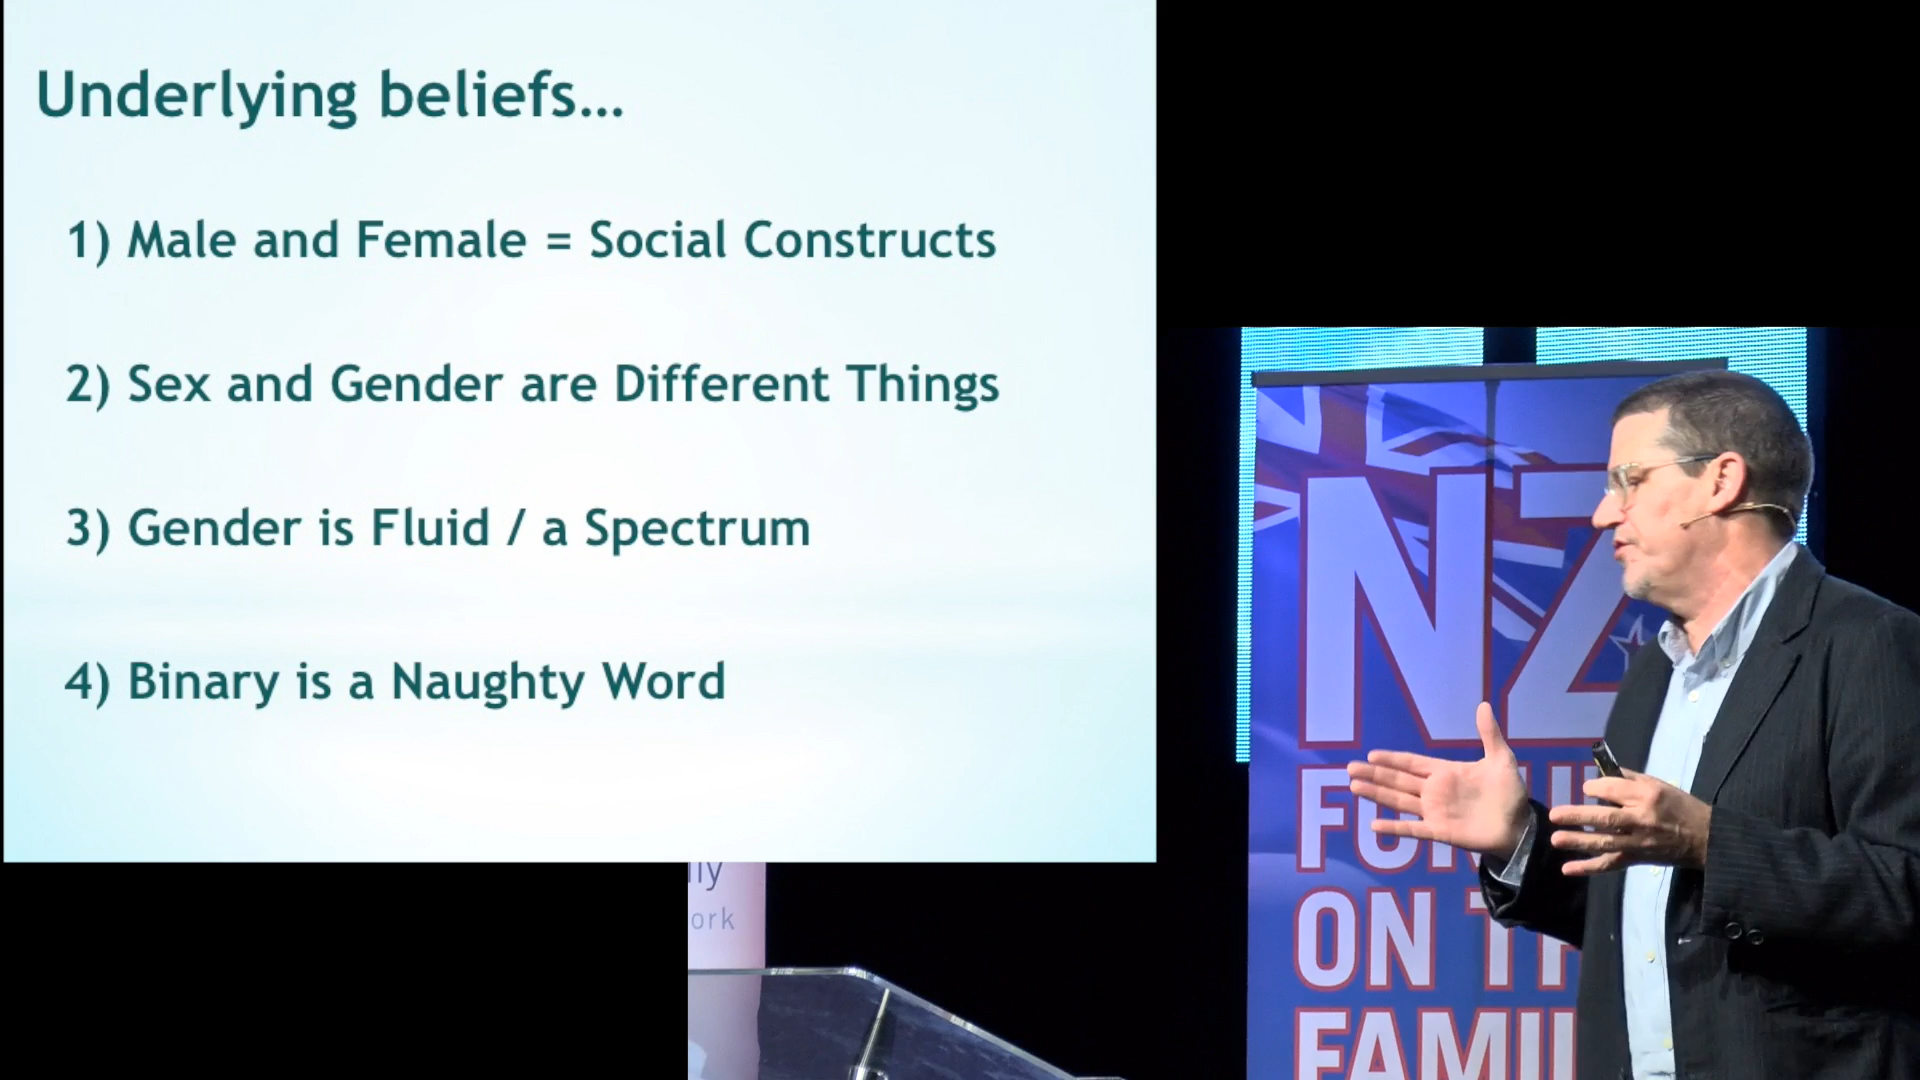 Underlying beliefs...
1) Male and Female = Social Constructs
2) Sex and Gender are Different Things
3) Gender is Fluid / a Spectrum
4) Binary is a Naughty Word
NZ
ON